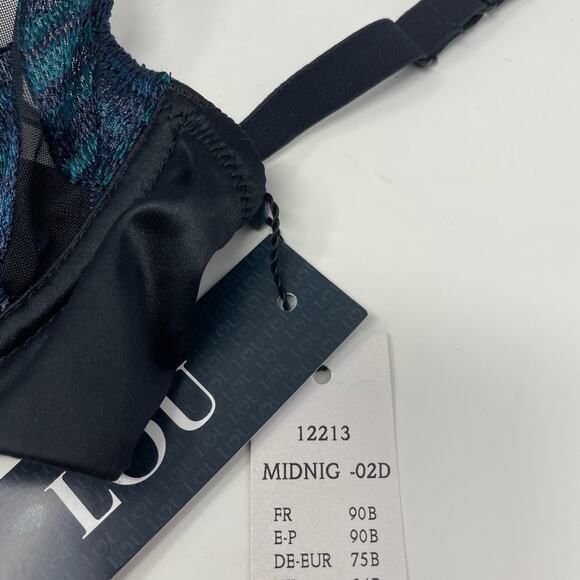 LOU
12213
MIDNIG -02D
FR 90B
E-P 90B
DE-EUR 75B